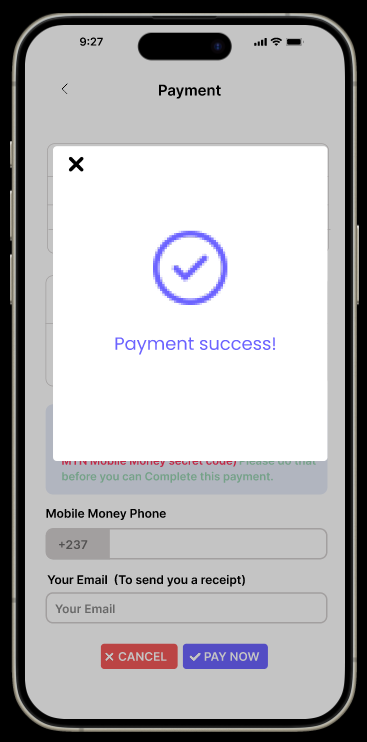 9:27
Payment
Payment success!
MTN Mobile Money secret code) Please do that
before you can Complete this payment.
Mobile Money Phone
+237
Your Email (To send you a receipt)
Your Email
CANCEL
PAY NOW